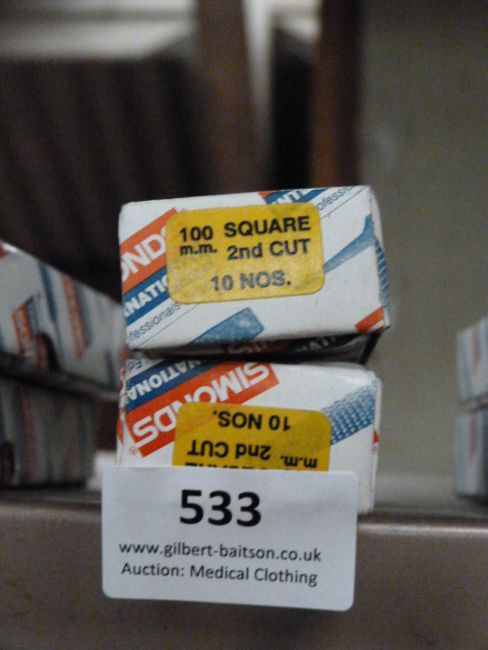 100 SQUARE
m.m. 2nd CUT
10 NOS.
SIMONDS
10 NOS.
2nd CUT
m.m.
533
www.gilbert-baitson.co.uk
Auction: Medical Clothing